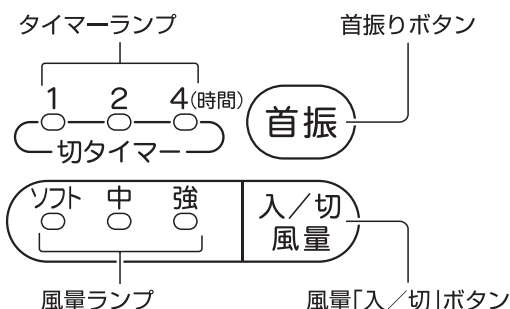 タイマーランプ
首振りボタン
1 2 4(時間)
首振
切タイマー
ソフト 中 強
入／切
風量
風量ランプ
風量｢入／切｣ボタン